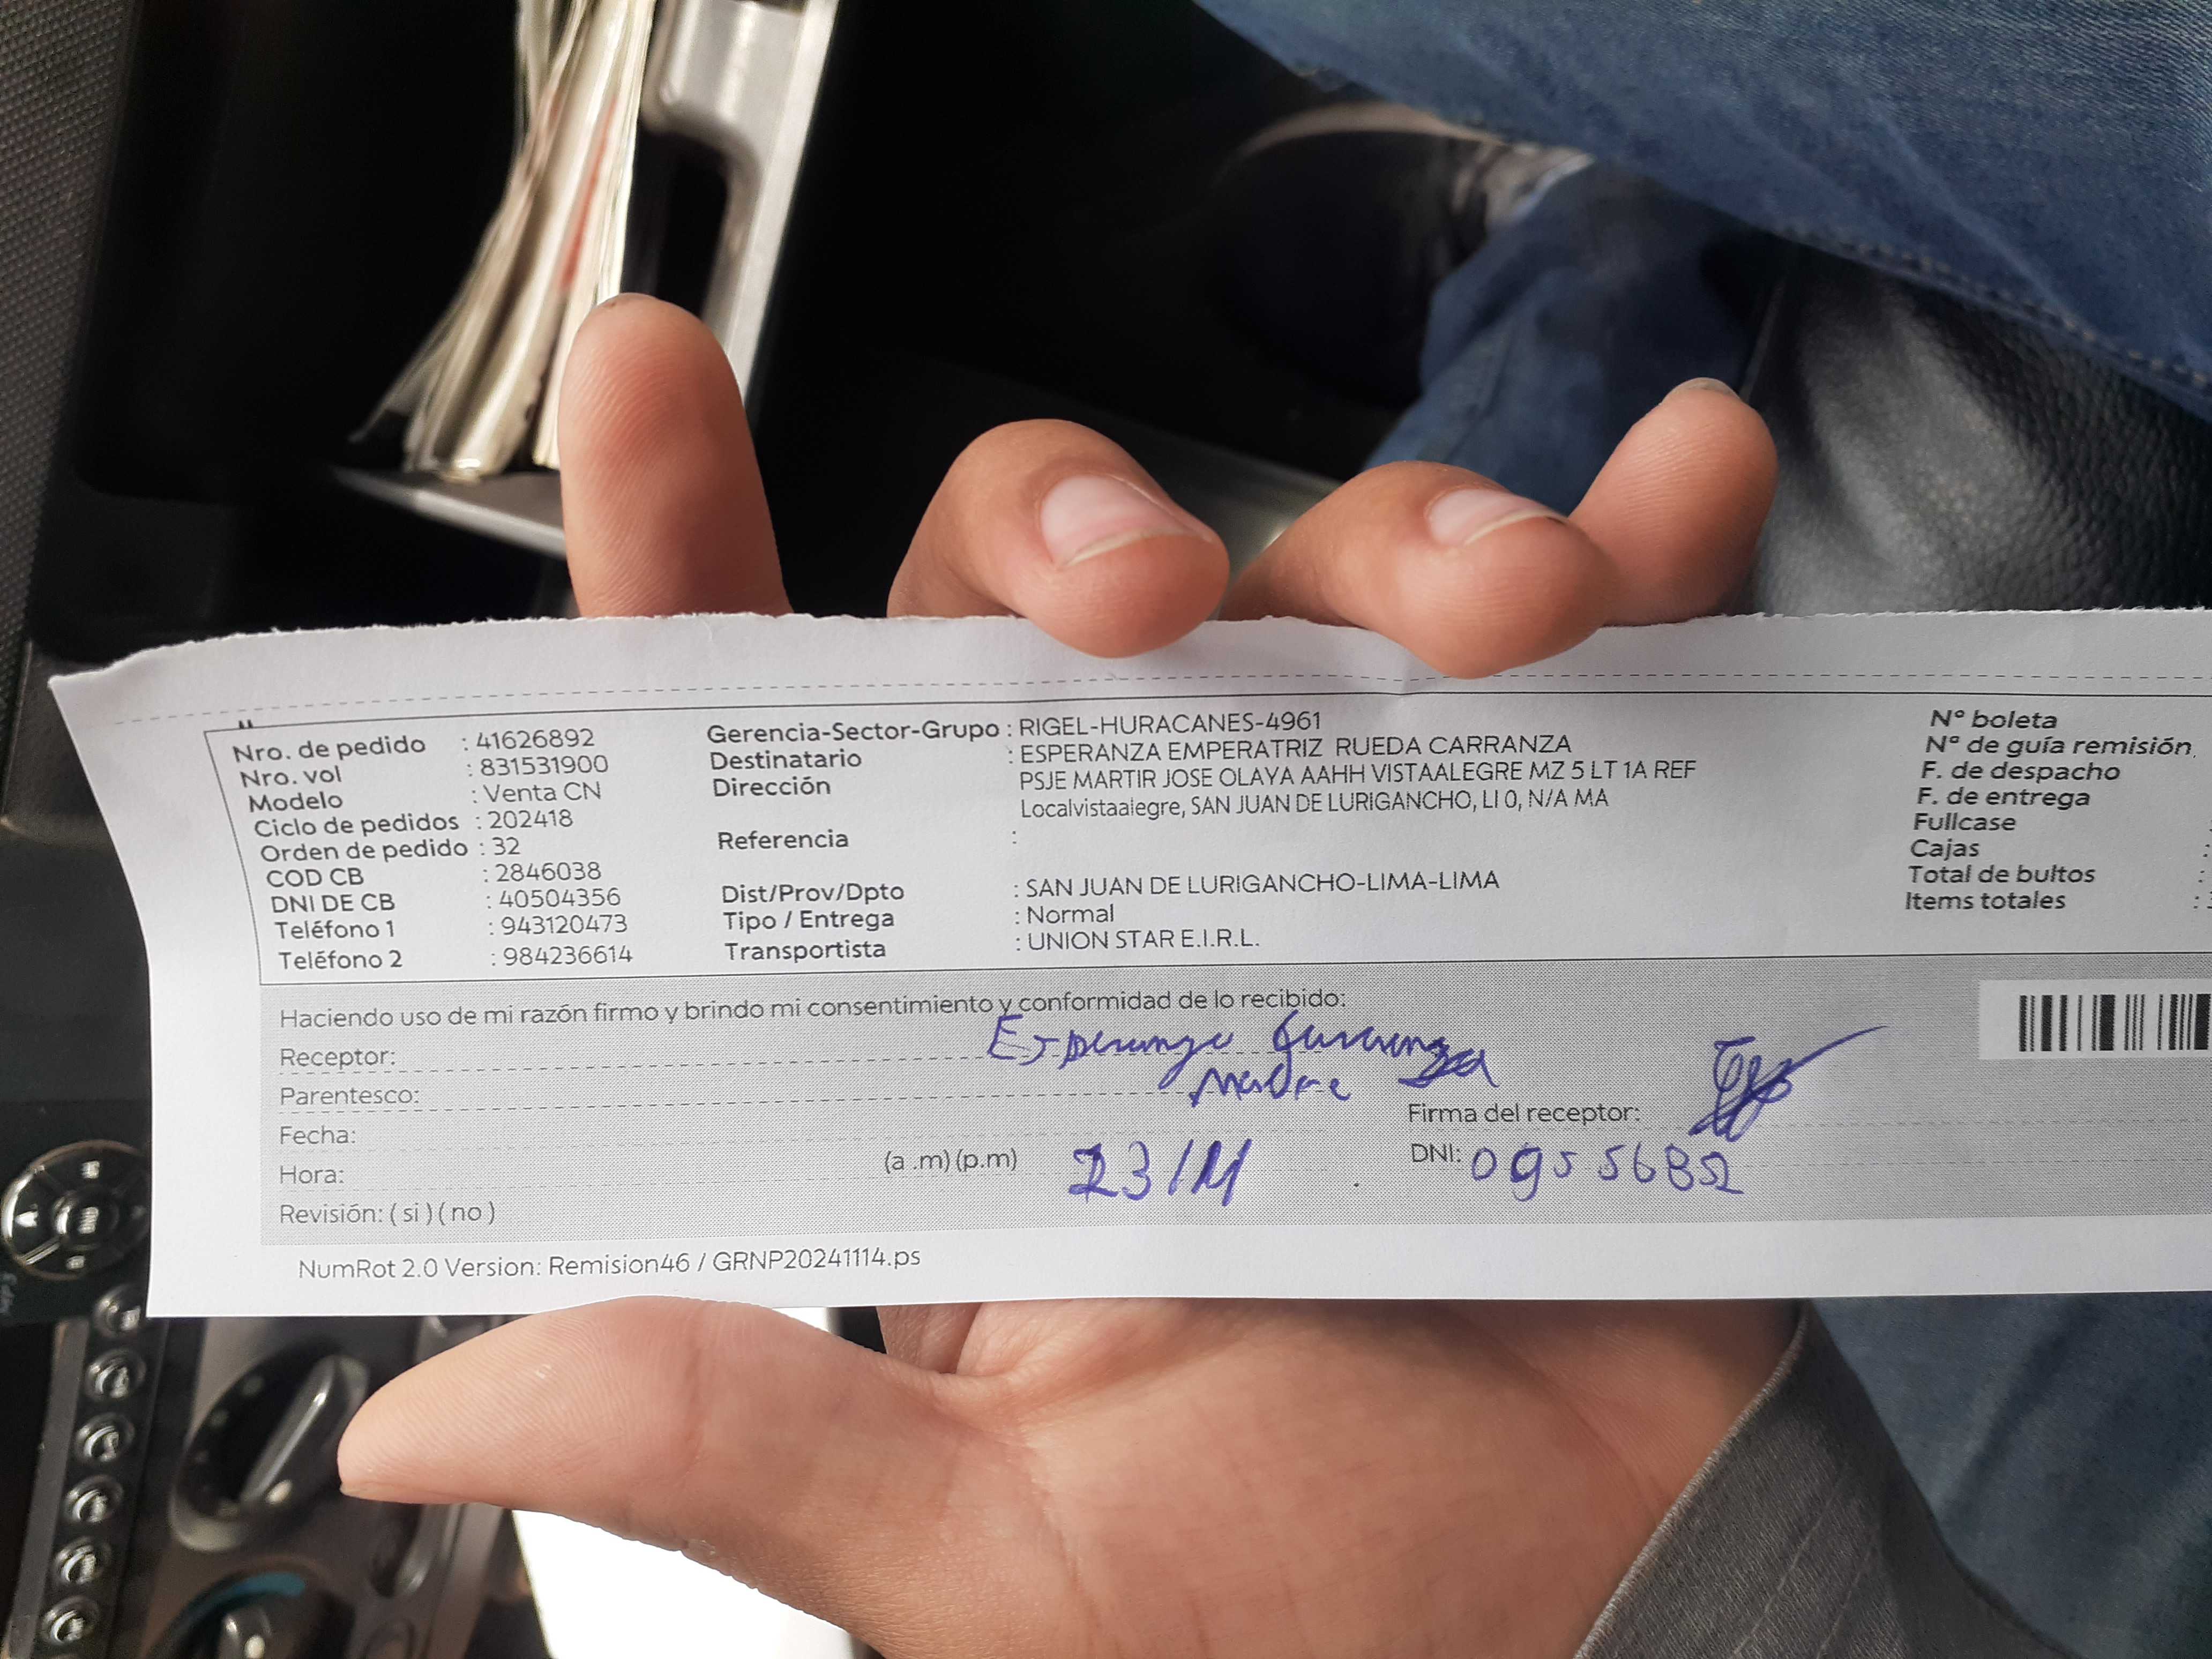 Nro. de pedido : 41626892
Nro. vol : 831531900
Modelo : Venta CN
Ciclo de pedidos : 202418
Orden de pedido : 32
COD CB : 2846038
DNI DE CB : 40504356
Teléfono 1 : 943120473
Teléfono 2 : 984236614
Gerencia-Sector-Grupo : RIGEL-HURACANES-4961
Destinatario : ESPERANZA EMPERATRIZ RUEDA CARRANZA
Dirección PSJE MARTIR JOSE OLAYA AAHH VISTAALEGRE MZ 5 LT 1A REF
Localvistaalegre, SAN JUAN DE LURIGANCHO, LI 0, N/A MA
Referencia :
Dist/Prov/Dpto : SAN JUAN DE LURIGANCHO-LIMA-LIMA
Tipo / Entrega : Normal
Transportista : UNION STAR E.I.R.L.
Nº boleta
Nº de guía remisión
F. de despacho
F. de entrega
Fullcase
Cajas :
Total de bultos :
Items totales :
Haciendo uso de mi razón firmo y brindo mi consentimiento y conformidad de lo recibido:
Receptor: Esperanza Carranza
Parentesco: Madre
Fecha:
Firma del receptor:
Hora: (a .m) (p.m) 23/11
DNI: 09556852
Revisión: ( si ) ( no )
NumRot 2.0 Version: Remision46 / GRNP20241114.ps